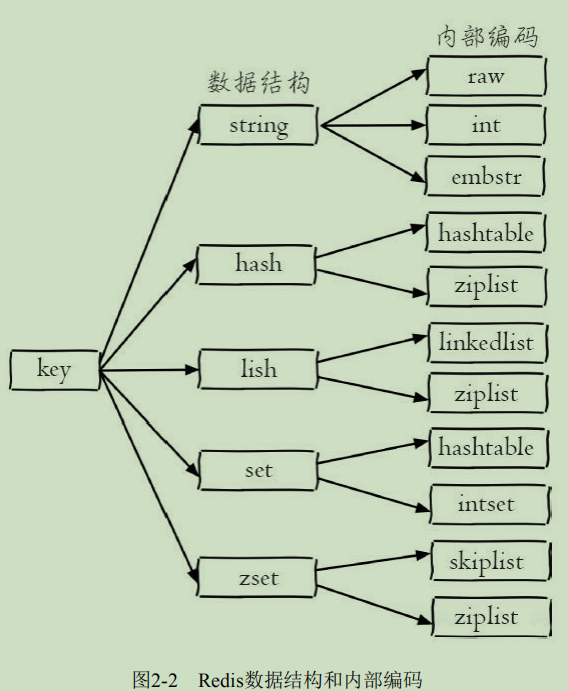 内部编码
数据结构
raw
string
int
embstr
hashtable
hash
ziplist
linkedlist
key
lish
ziplist
hashtable
set
intset
skiplist
zset
ziplist
图2-2 Redis数据结构和内部编码